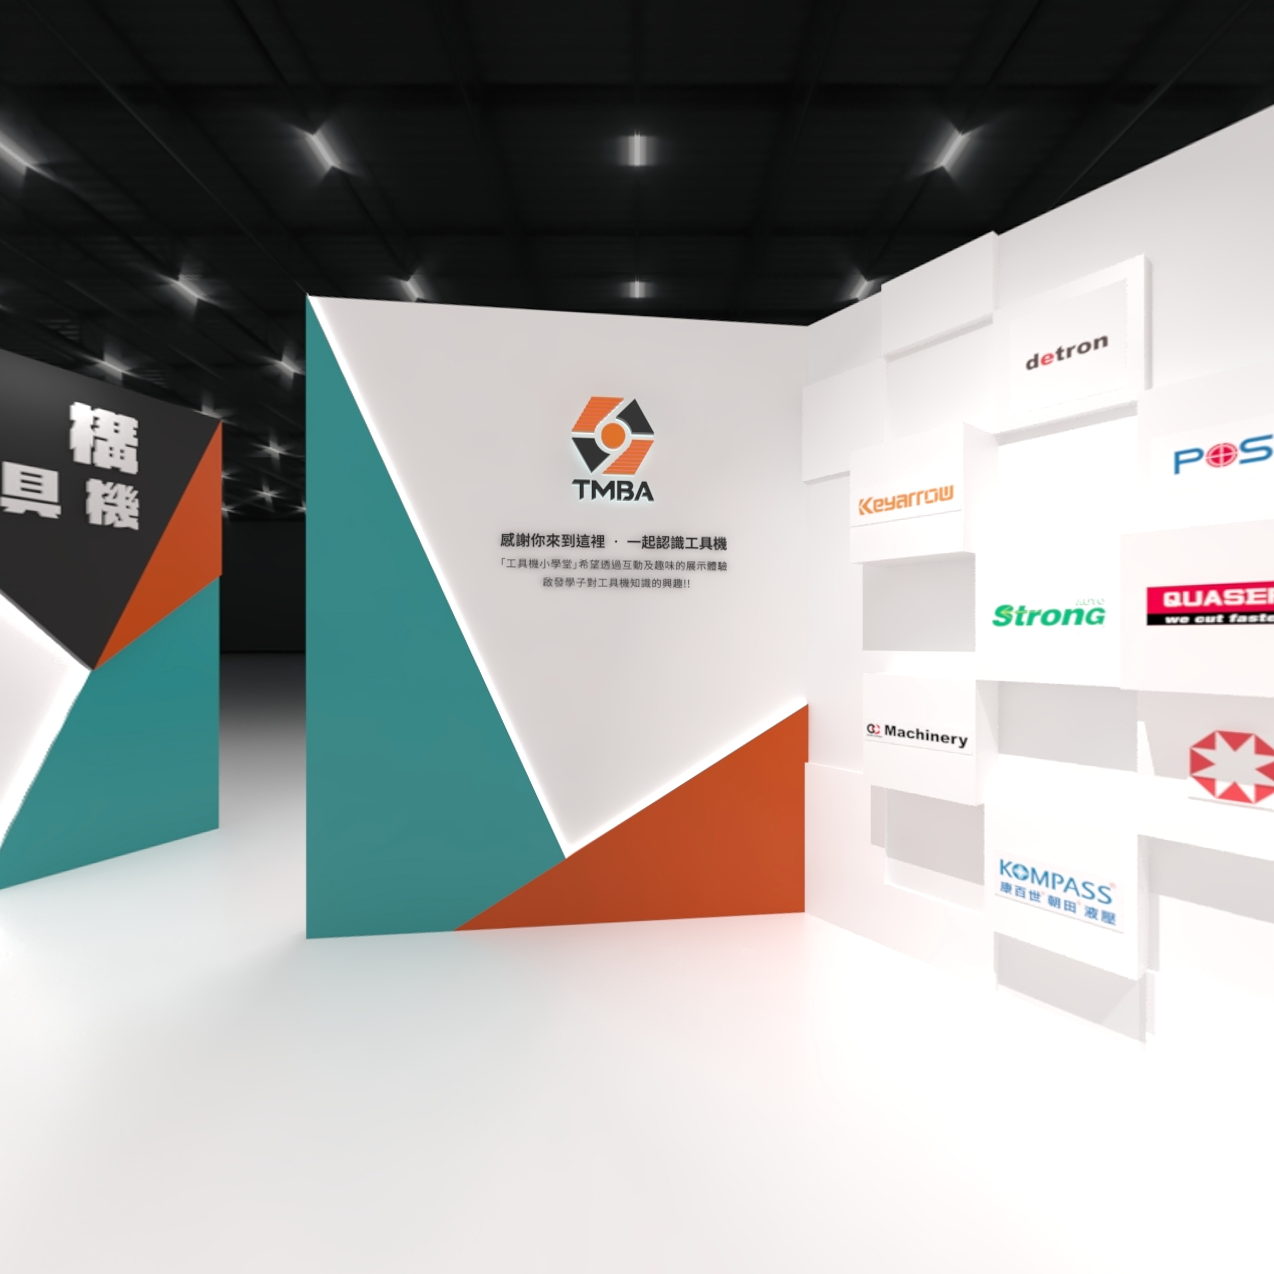 構
具機
TMBA
感謝你來到這裡 · 一起認識工具機
「工具機小學堂」希望透過互動及趣味的展示體驗
啟發學子對工具機知識的興趣!!
detron
POS
Keyarrow
AUTO
Strong
QUASER
we cut faste
Machinery
KOMPASS
康百世 朝田 液壓